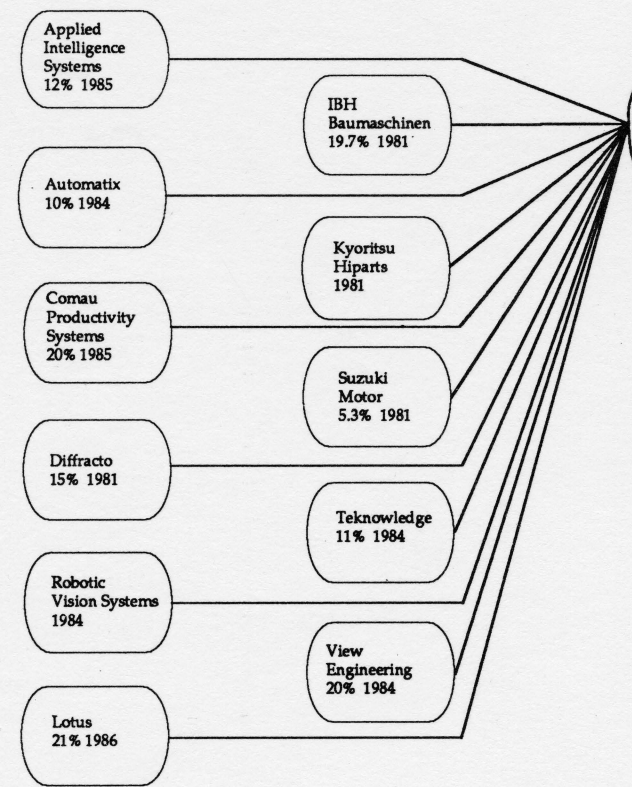 Applied
Intelligence
Systems
12% 1985
IBH
Baumaschinen
19.7% 1981
Automatix
10% 1984
Kyoritsu
Hiparts
1981
Comau
Productivity
Systems
20% 1985
Suzuki
Motor
5.3% 1981
Diffracto
15% 1981
Teknowledge
11% 1984
Robotic
Vision Systems
1984
View
Engineering
20% 1984
Lotus
21% 1986